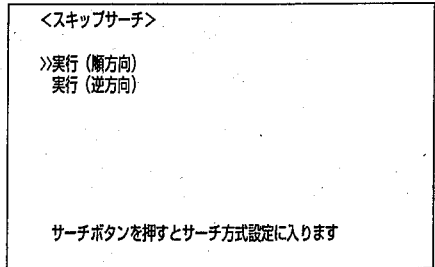 ＜スキップサーチ＞
»実行（順方向）
実行（逆方向）
サーチボタンを押すとサーチ方式設定に入ります